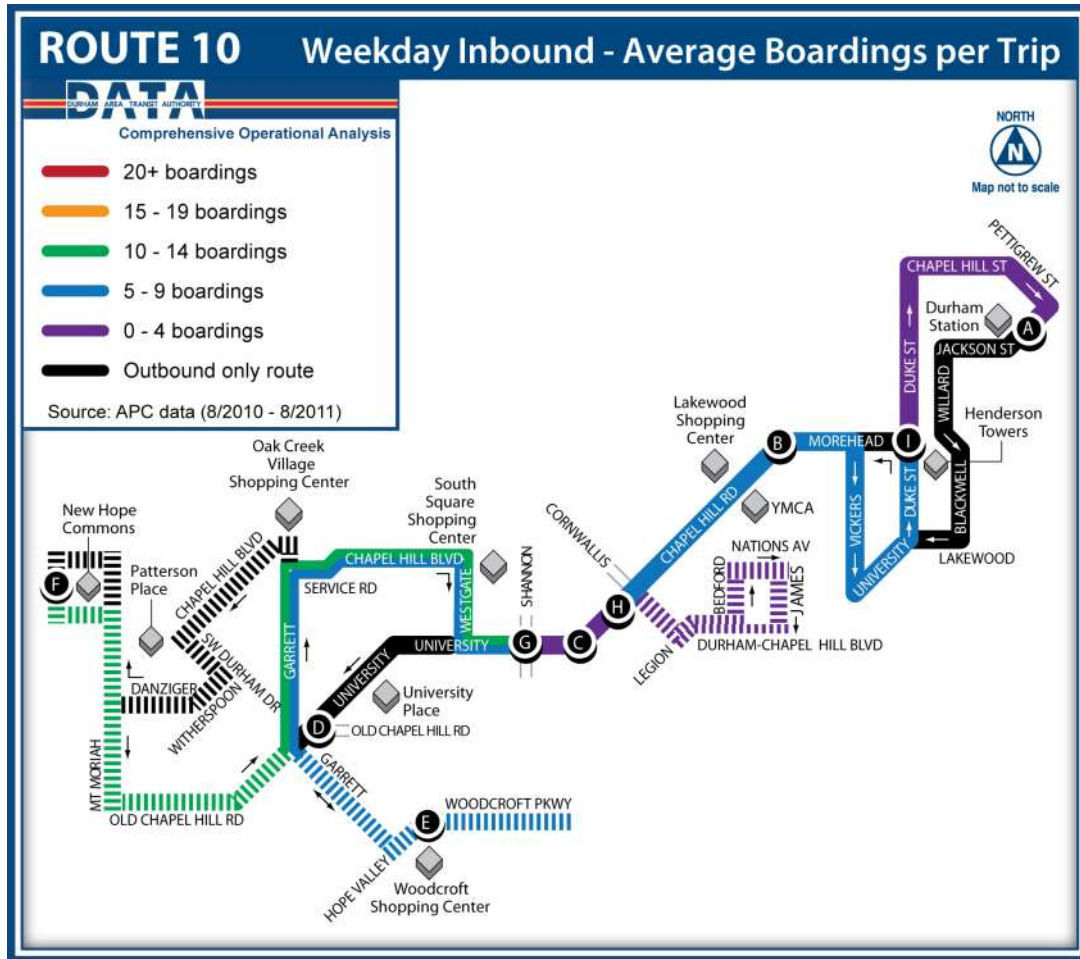 ROUTE 10 Weekday Inbound - Average Boardings per Trip
DATA
DURHAM AREA TRANSIT AUTHORITY
Comprehensive Operational Analysis
20+ boardings
15 - 19 boardings
10 - 14 boardings
5 - 9 boardings
0 - 4 boardings
Outbound only route
Source: APC data (8/2010 - 8/2011)
NORTH
N
Map not to scale
PETTIGREW ST
CHAPEL HILL ST
Durham
Station
A
JACKSON ST
DUKE ST
WILLARD
Lakewood
Shopping
Center
Henderson
Towers
B
MOREHEAD
I
Oak Creek
Village
Shopping Center
South
Square
Shopping
Center
CHAPEL HILL RD
YMCA
VICKERS
DUKE ST
BLACKWELL
New Hope
Commons
CORNWALLIS
UNIVERSITY
LAKEWOOD
NATIONS AV
F
Patterson
Place
CHAPEL HILL BLVD
CHAPEL HILL BLVD
SERVICE RD
WESTGATE
SHANNON
BEDFORD
JAMES
H
GARRETT
UNIVERSITY
G
C
LEGION
DURHAM-CHAPEL HILL BLVD
SW DURHAM DR
UNIVERSITY
DANZIGER
WITHERSPOON
University
Place
D
OLD CHAPEL HILL RD
MT MORIAH
GARRETT
OLD CHAPEL HILL RD
WOODCROFT PKWY
E
HOPE VALLEY
Woodcroft
Shopping Center